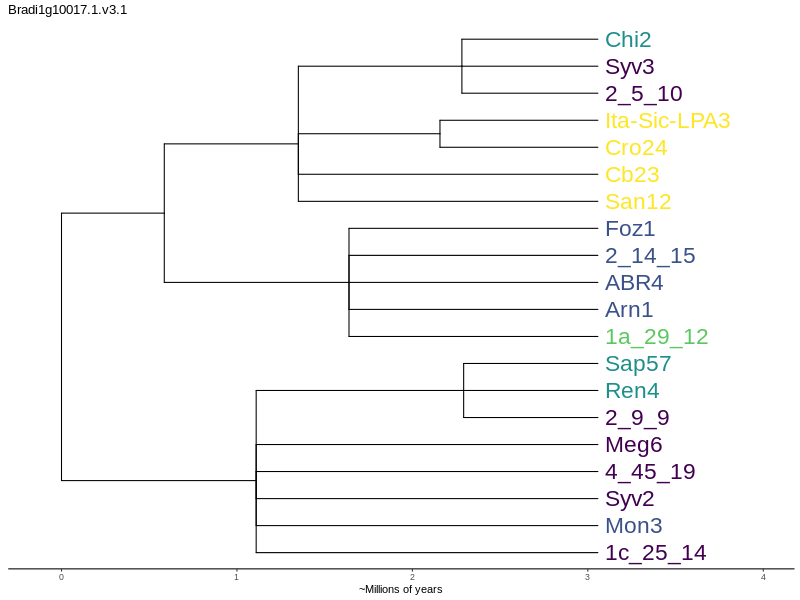 Bradi1g10017.1.v3.1
Chi2
Syv3
2_5_10
Ita-Sic-LPA3
Cro24
Cb23
San12
Foz1
2_14_15
ABR4
Arn1
1a_29_12
Sap57
Ren4
2_9_9
Meg6
4_45_19
Syv2
Mon3
1c_25_14
0 1 2 3 4
~Millions of years